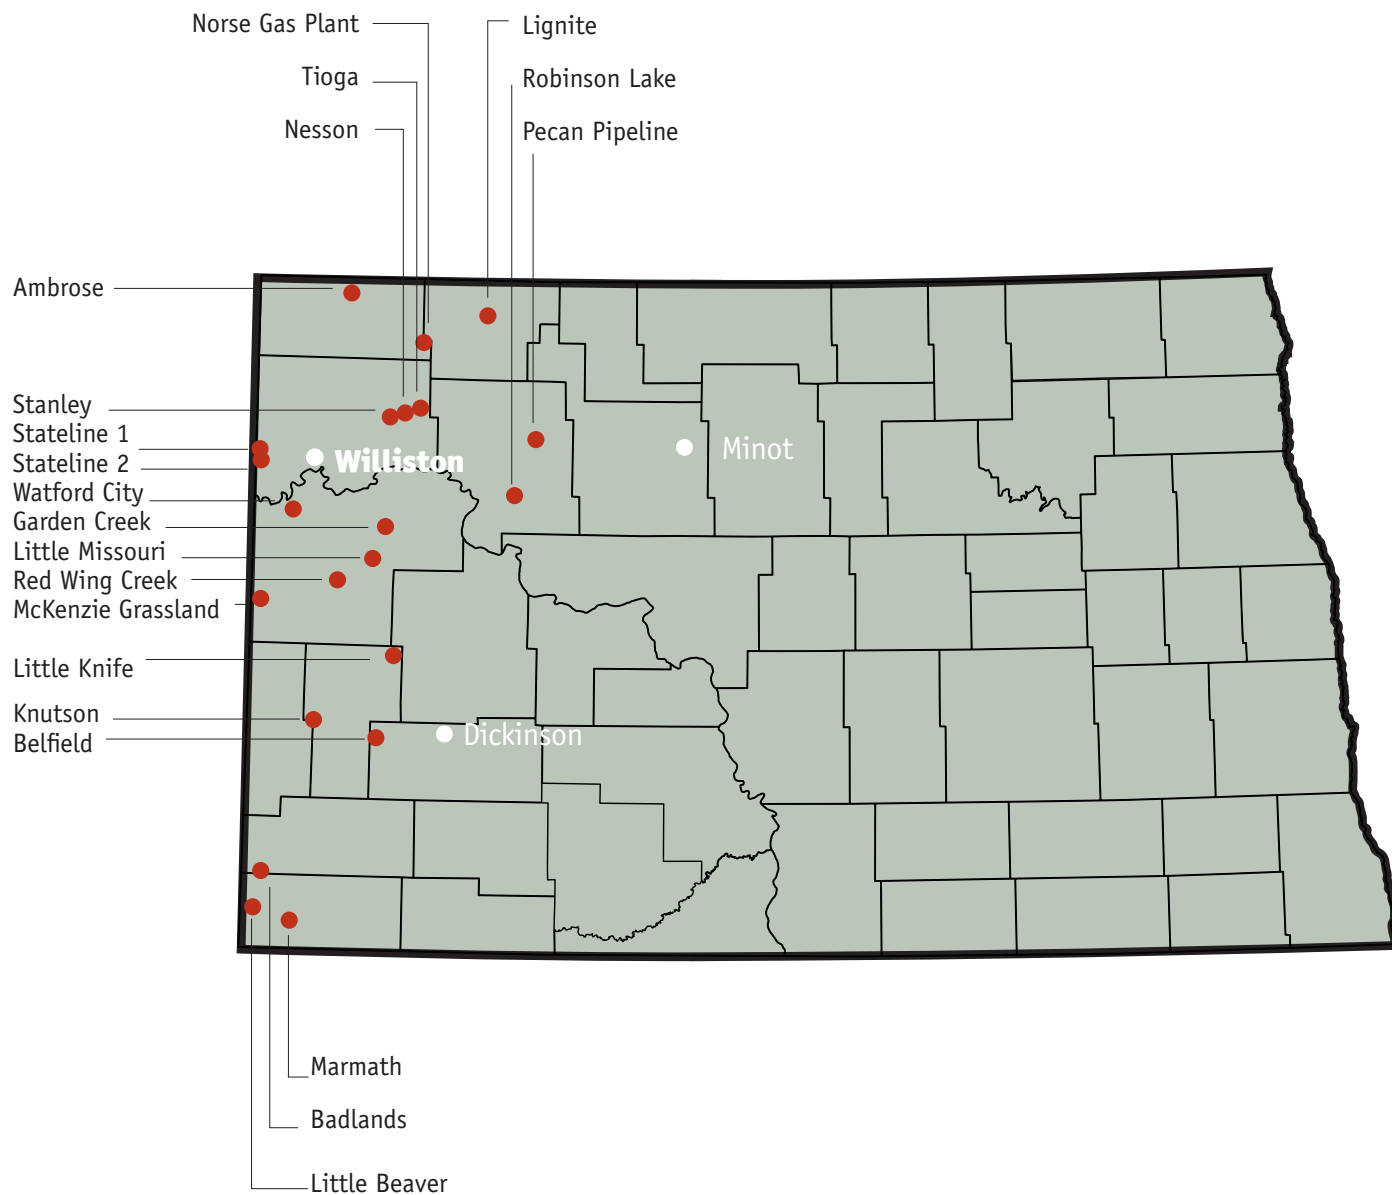 Norse Gas Plant
Lignite
Tioga
Robinson Lake
Nesson
Pecan Pipeline
Ambrose
Stanley
Stateline 1
Stateline 2
Watford City
Garden Creek
Little Missouri
Red Wing Creek
McKenzie Grassland
Little Knife
Knutson
Belfield
Williston
Minot
Dickinson
Marmath
Badlands
Little Beaver